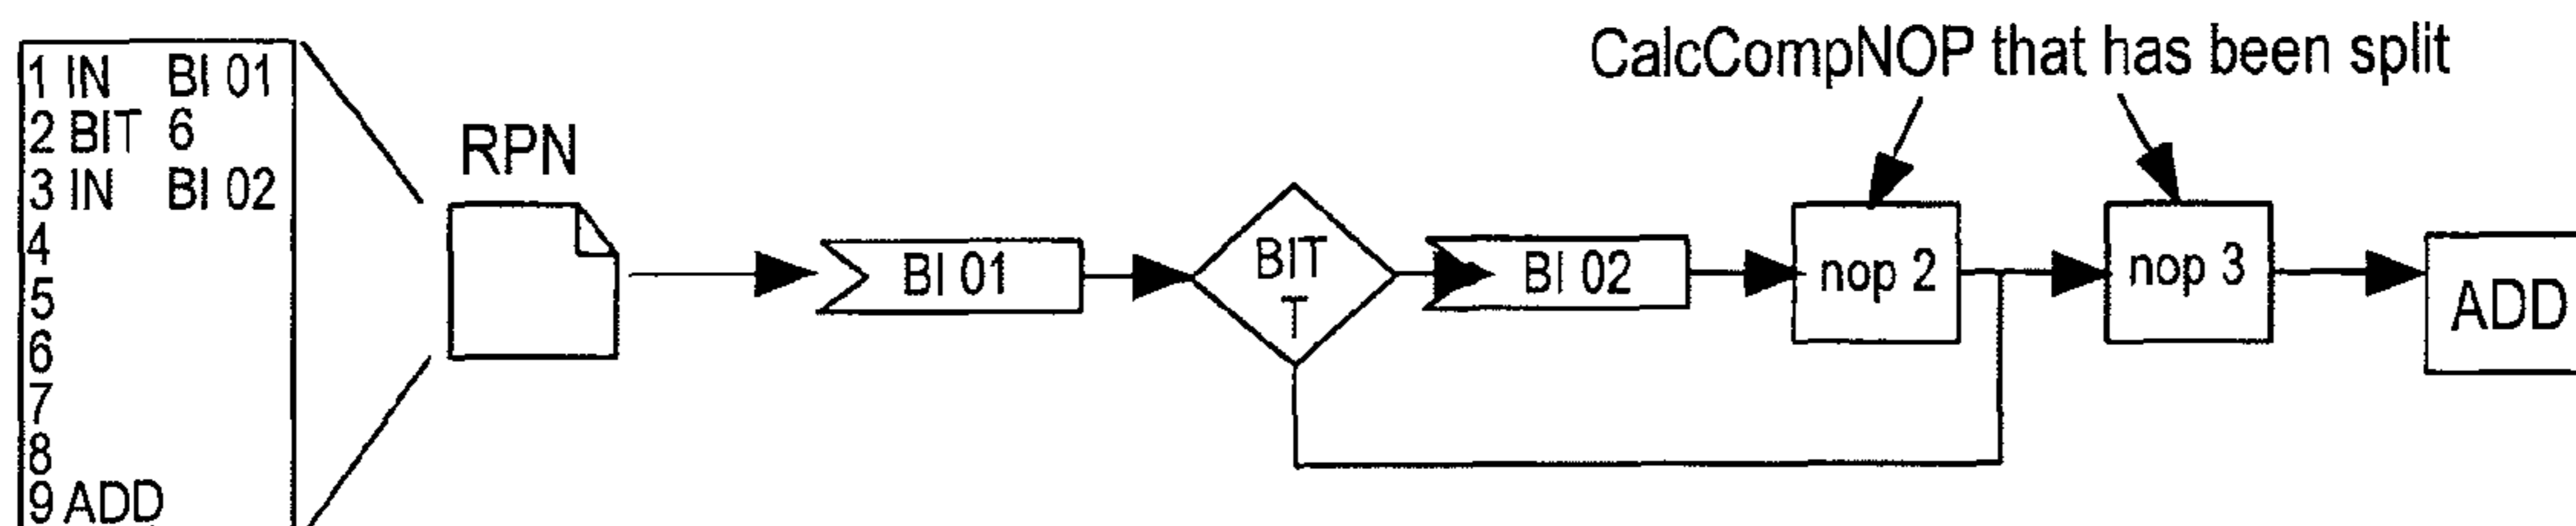 CalcCompNOP that has been split
1 IN BI 01
2 BIT 6
3 IN BI 02
4
5
6
7
8
9 ADD
RPN
BI 01
BIT
T
BI 02
nop 2
nop 3
ADD